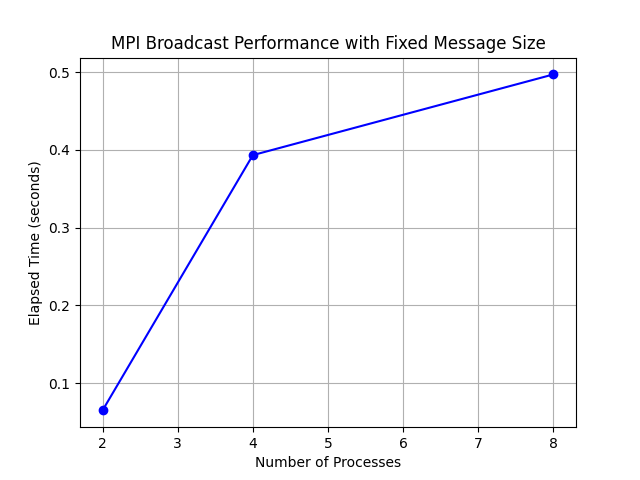 MPI Broadcast Performance with Fixed Message Size
Elapsed Time (seconds)
0.5
0.4
0.3
0.2
0.1
2 3 4 5 6 7 8
Number of Processes